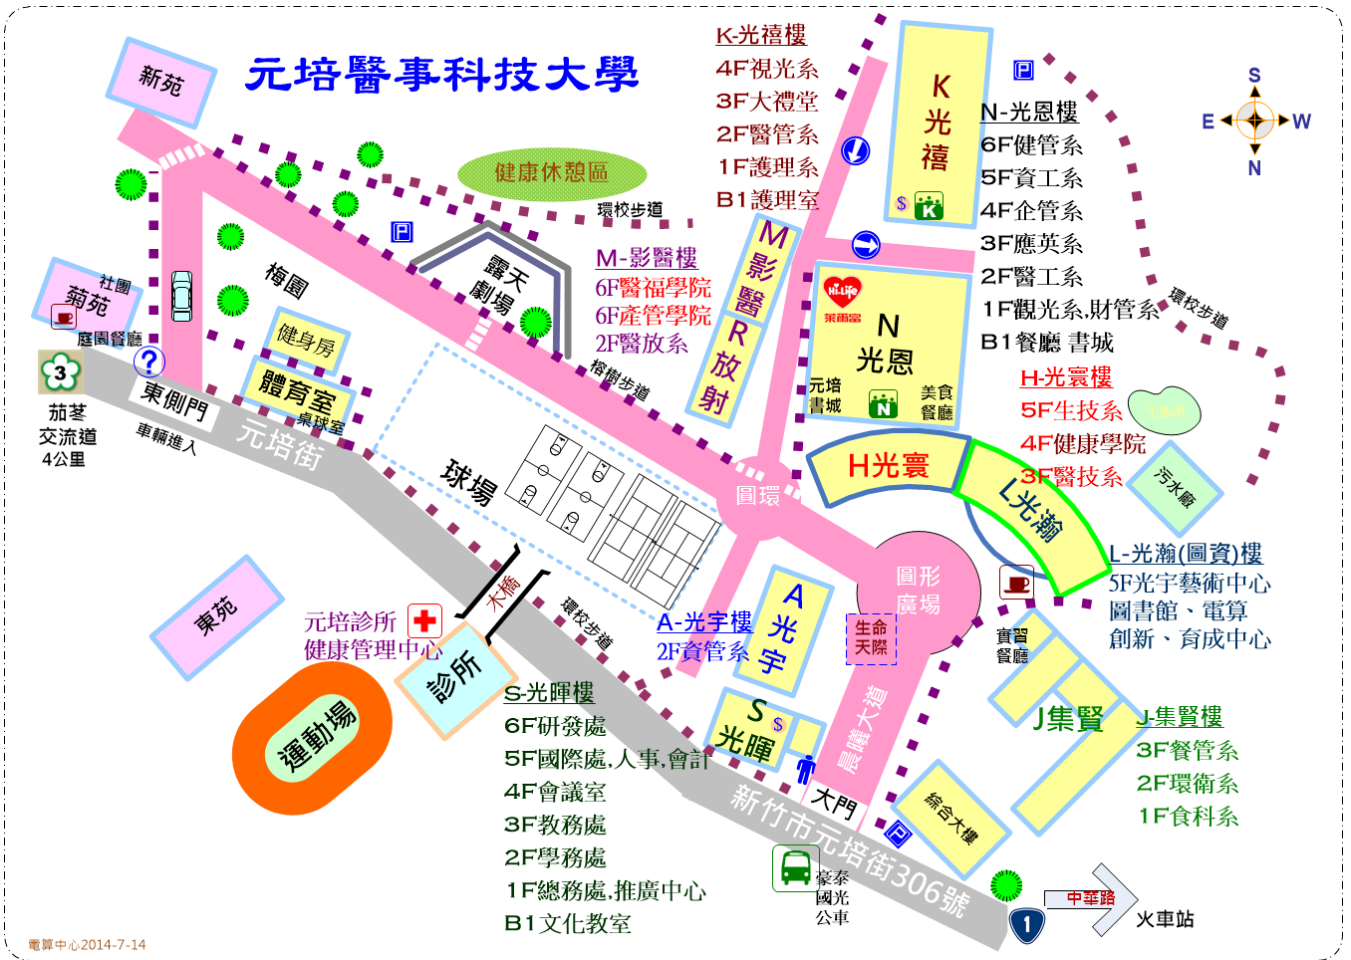 元培醫事科技大學
新苑
健康休憩區
環校步道
K-光禧樓
4F視光系
3F大禮堂
2F醫管系
1F護理系
B1護理室
K
光
禧
$
K
P
S
E
W
N
N-光恩樓
6F健管系
5F資工系
4F企管系
3F應英系
2F醫工系
1F觀光系,財管系
B1餐廳 書城
環校步道
P
露天
劇場
M-影醫樓
6F醫福學院
6F產管學院
2F醫放系
M
影
醫
R
放
射
Hi-Life
萊爾富
N
光恩
元培
書城
N
美食
餐廳
梅園
社團
菊苑
庭園餐廳
健身房
體育室
桌球室
榕樹步道
3
?
東側門
車輛進入
元培街
茄苳
交流道
4公里
球場
圓環
H光寰
L光瀚
H-光寰樓
5F生技系
4F健康學院
3F醫技系
污水廠
L-光瀚(圖資)樓
5F光宇藝術中心
圖書館、電算
創新、育成中心
圓形
廣場
生命
天際
東苑
元培診所
健康管理中心
診所
木橋
環校步道
運動場
A-光宇樓
2F資管系
A
光
宇
實習
餐廳
J集賢
J-集賢樓
3F餐管系
2F環衛系
1F食科系
S-光暉樓
6F研發處
5F國際處,人事,會計
4F會議室
3F教務處
2F學務處
1F總務處,推廣中心
B1文化教室
S
$
光暉
晨曦大道
大門
綜合大樓
P
新竹市元培街306號
豪泰
國光
公車
1
中華路
火車站
電算中心2014-7-14